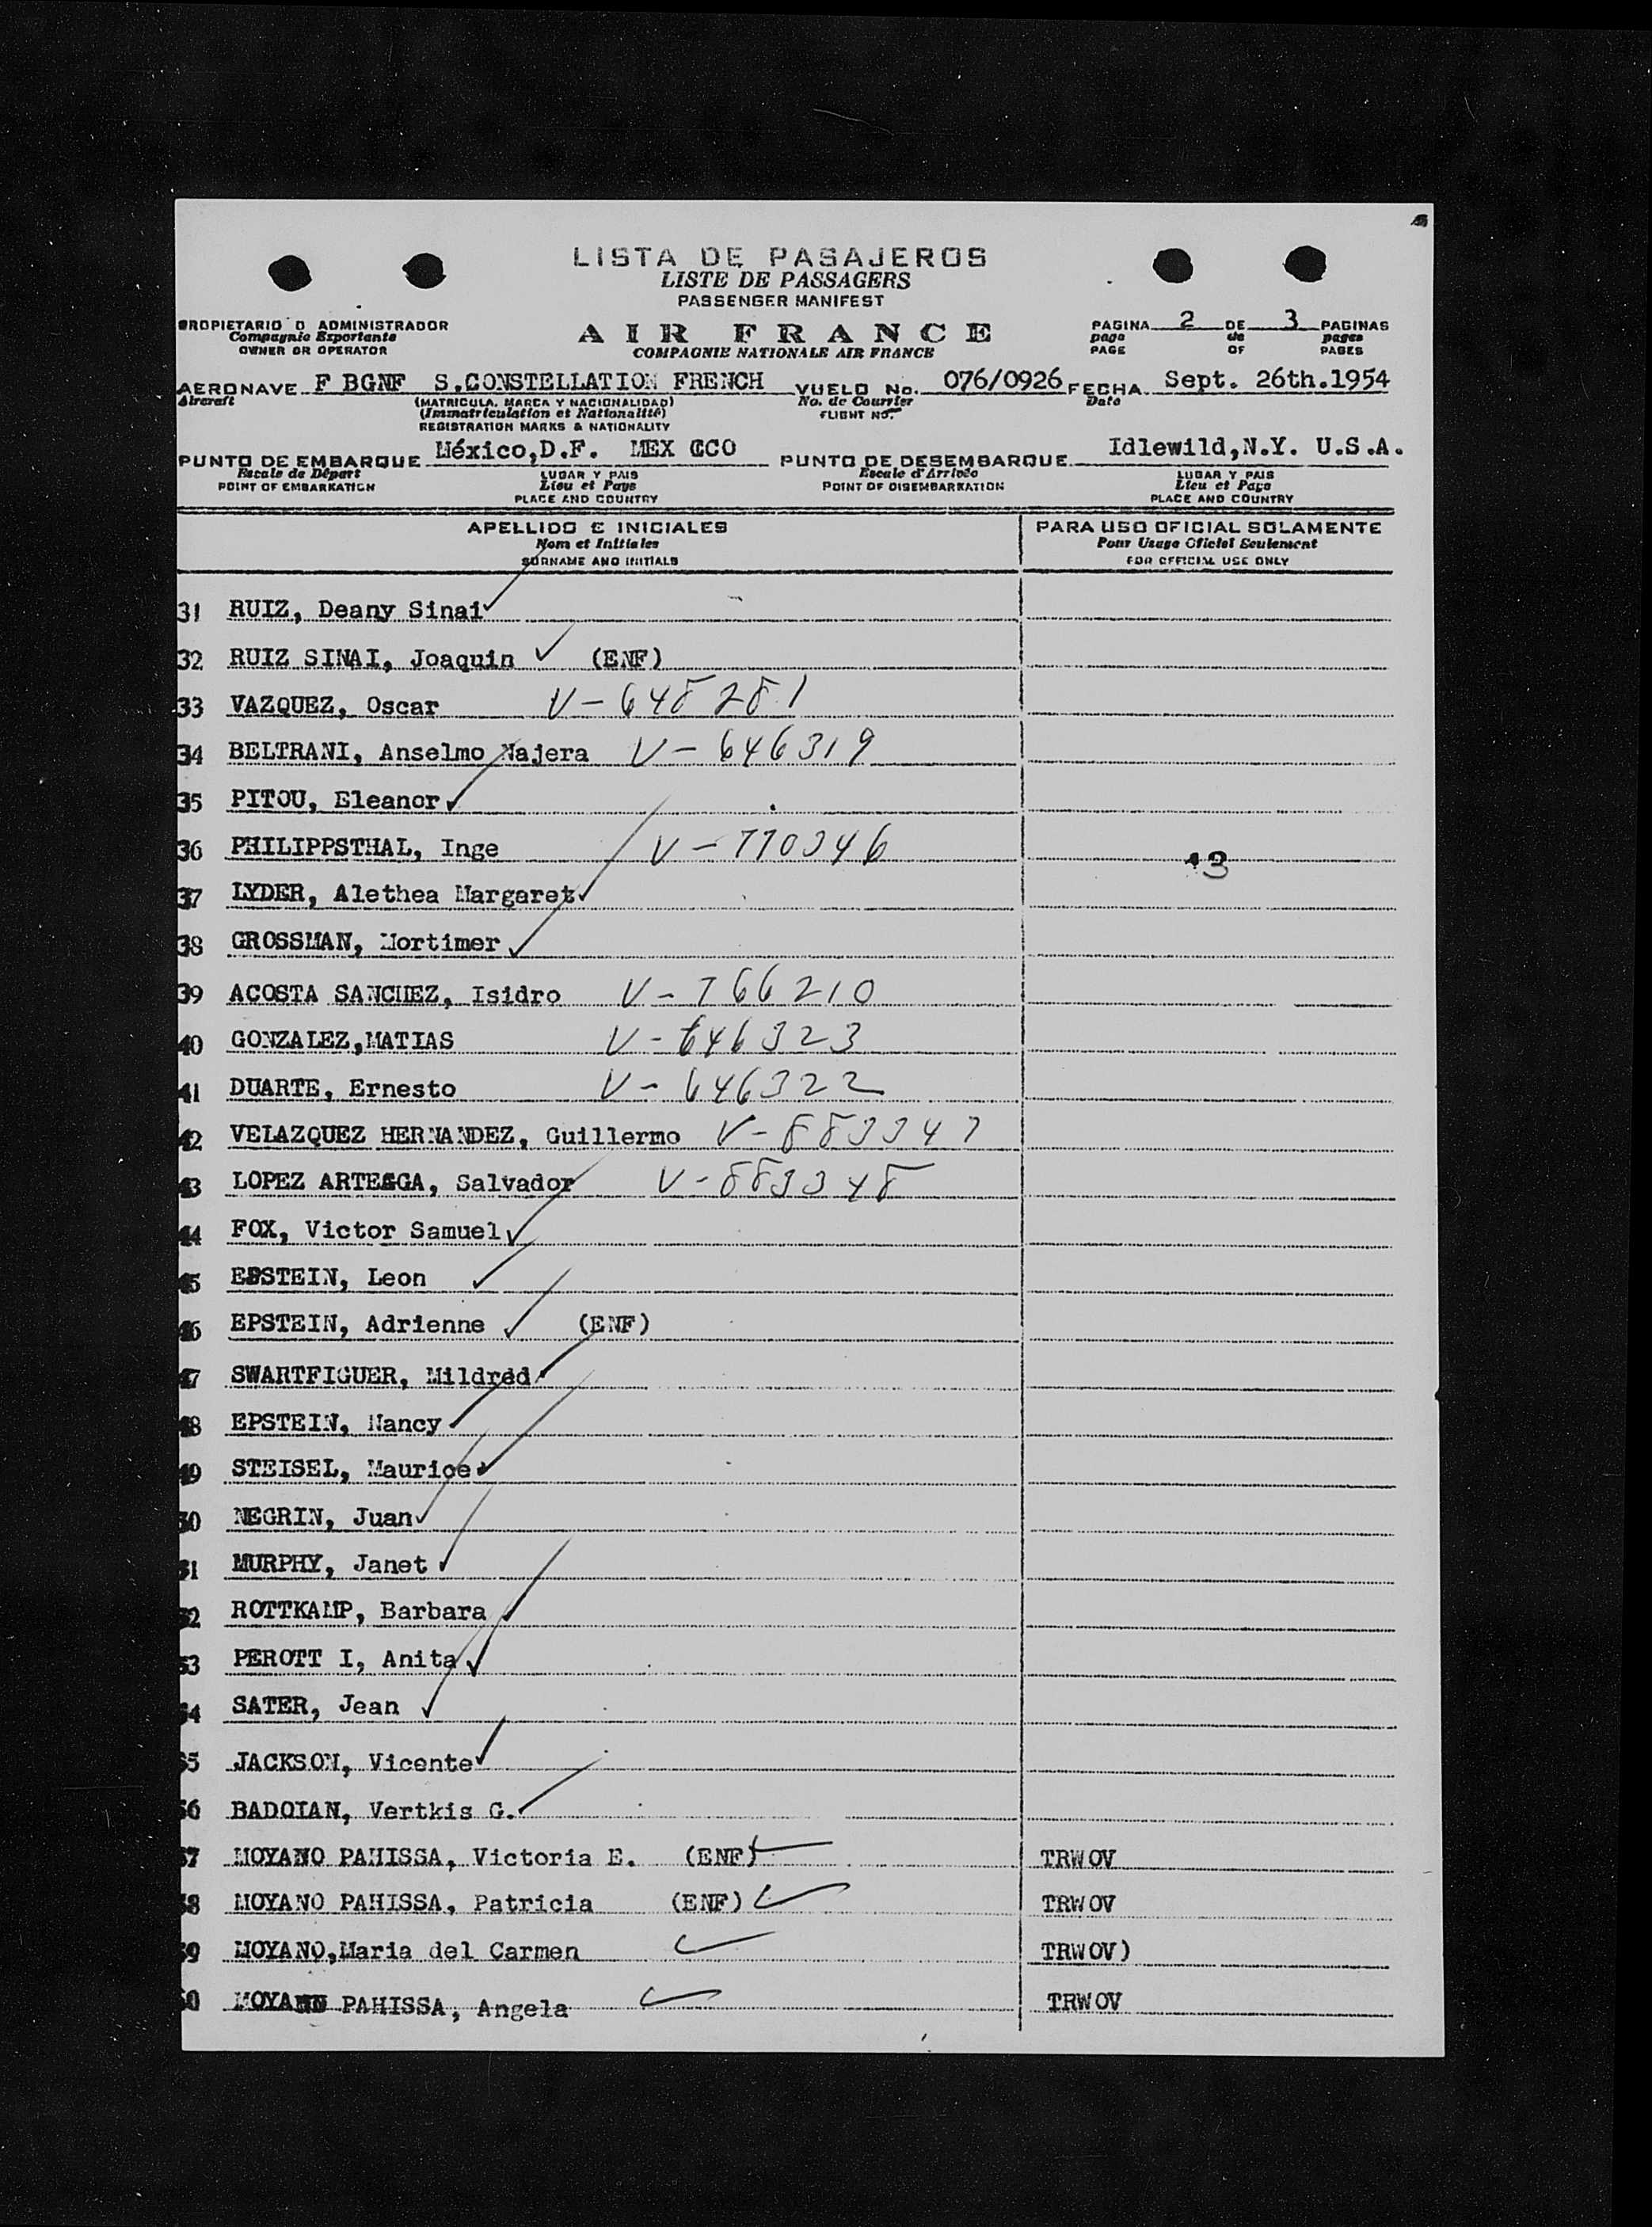 LISTA DE PASAJEROS
LISTE DE PASSAGERS
PASSENGER MANIFEST
PROPIETARIO O ADMINISTRADOR
Compagnie Exportante
OWNER OR OPERATOR
AIR FRANCE
COMPAGNIE NATIONALE AIR FRANCE
PAGINA 2 DE 3 PAGINAS
page de pages
PAGE OF PAGES
AERONAVE F BGNF S.CONSTELLATION FRENCH VUELO No. 076/0926 FECHA Sept. 26th.1954
Aircraft (MATRICULA, MARCA Y NACIONALIDAD) No. de Courrier Date
(Immatriculation et Nationalité) FLIGHT No.
REGISTRATION MARKS & NATIONALITY
PUNTO DE EMBARQUE México,D.F. MEX CCO PUNTO DE DESEMBARQUE Idlewild,N.Y. U.S.A.
Escale de Départ LUGAR Y PAIS Escale d'Arrivée LUGAR Y PAIS
POINT OF EMBARKATION Lieu et Pays POINT OF DISEMBARKATION Lieu et Pays
PLACE AND COUNTRY PLACE AND COUNTRY
APELLIDO E INICIALES PARA USO OFICIAL SOLAMENTE
Nom et Initiales Pour Usage Officiel Seulement
SURNAME AND INITIALS FOR OFFICIAL USE ONLY
31 RUIZ, Deany Sinai ✓
32 RUIZ SINAI, Joaquin ✓ (ENF)
33 VAZQUEZ, Oscar V-648281
34 BELTRANI, Anselmo Najera V-646319
35 PITOU, Eleanor ✓
36 PHILIPPSTHAL, Inge V-770346
37 LYDER, Alethea Margaret ✓
38 GROSSMAN, Mortimer ✓
39 ACOSTA SANCHEZ, Isidro V-766210
40 GONZALEZ,MATIAS V-646323
41 DUARTE, Ernesto V-646322
42 VELAZQUEZ HERNANDEZ, Guillermo V-883347
43 LOPEZ ARTEAGA, Salvador V-883348
44 FOX, Victor Samuel ✓
45 EPSTEIN, Leon ✓
46 EPSTEIN, Adrienne ✓ (ENF)
47 SWARTFIGUER, Mildred ✓
48 EPSTEIN, Nancy ✓
49 STEISEL, Maurice ✓
50 NEGRIN, Juan ✓
51 MURPHY, Janet ✓
52 ROTTKAMP, Barbara ✓
53 PEROTT I, Anita ✓
54 SATER, Jean ✓
55 JACKSON, Vicente ✓
56 BADOIAN, Vertkis G. ✓
57 MOYANO PAHISSA, Victoria E. (ENF) ✓ TRWOV
58 MOYANO PAHISSA, Patricia (ENF) ✓ TRWOV
59 MOYANO,Maria del Carmen ✓ TRWOV)
60 MOYANO PAHISSA, Angela ✓ TRWOV